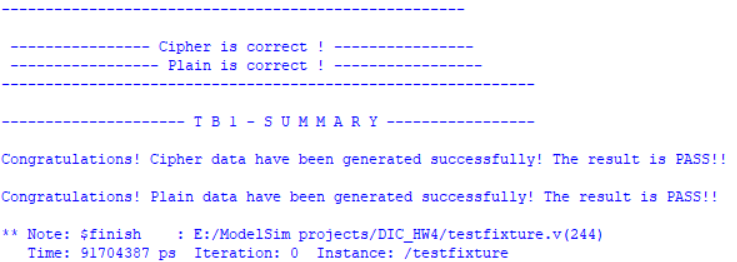 -----------------------------------------------------
---------------- Cipher is correct ! ----------------
----------------- Plain is correct ! -----------------
-------------------------------------------------------------
--------------------- T B 1 - S U M M A R Y -----------------
Congratulations! Cipher data have been generated successfully! The result is PASS!!
Congratulations! Plain data have been generated successfully! The result is PASS!!
** Note: $finish    : E:/ModelSim projects/DIC_HW4/testfixture.v(244)
Time: 91704387 ps  Iteration: 0  Instance: /testfixture